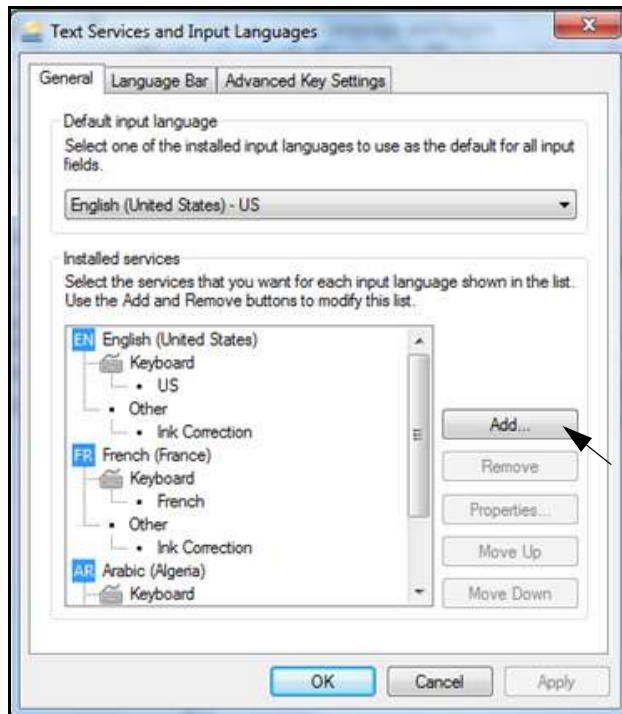 Text Services and Input Languages
General
Language Bar
Advanced Key Settings
Default input language
Select one of the installed input languages to use as the default for all input
fields.
English (United States) - US
Installed services
Select the services that you want for each input language shown in the list.
Use the Add and Remove buttons to modify this list.
EN English (United States)
Keyboard
• US
• Other
• Ink Correction
FR French (France)
Keyboard
• French
• Other
• Ink Correction
AR Arabic (Algeria)
Keyboard
Add...
Remove
Properties...
Move Up
Move Down
OK
Cancel
Apply